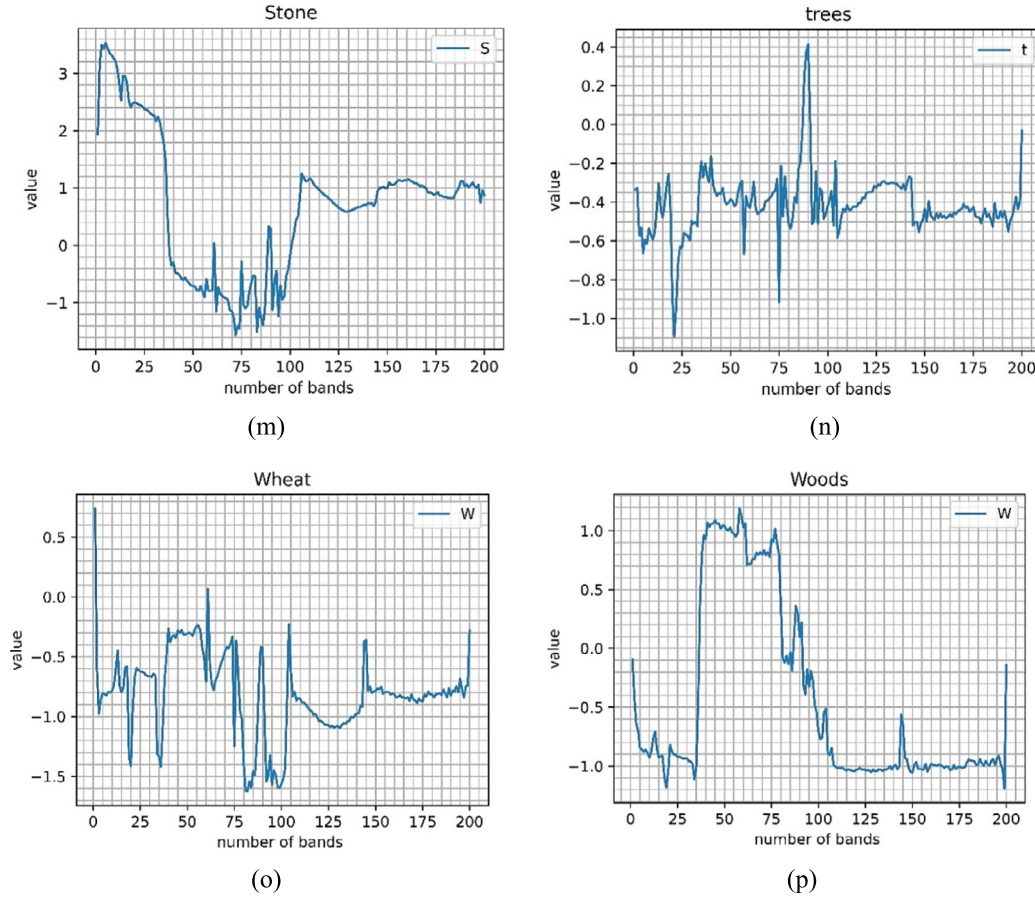 Stone
S
value
3
2
1
0
−1
0 25 50 75 100 125 150 175 200
number of bands
(m)
trees
t
value
0.4
0.2
0.0
−0.2
−0.4
−0.6
−0.8
−1.0
0 25 50 75 100 125 150 175 200
number of bands
(n)
Wheat
W
value
0.5
0.0
−0.5
−1.0
−1.5
0 25 50 75 100 125 150 175 200
number of bands
(o)
Woods
W
value
1.0
0.5
0.0
−0.5
−1.0
0 25 50 75 100 125 150 175 200
number of bands
(p)